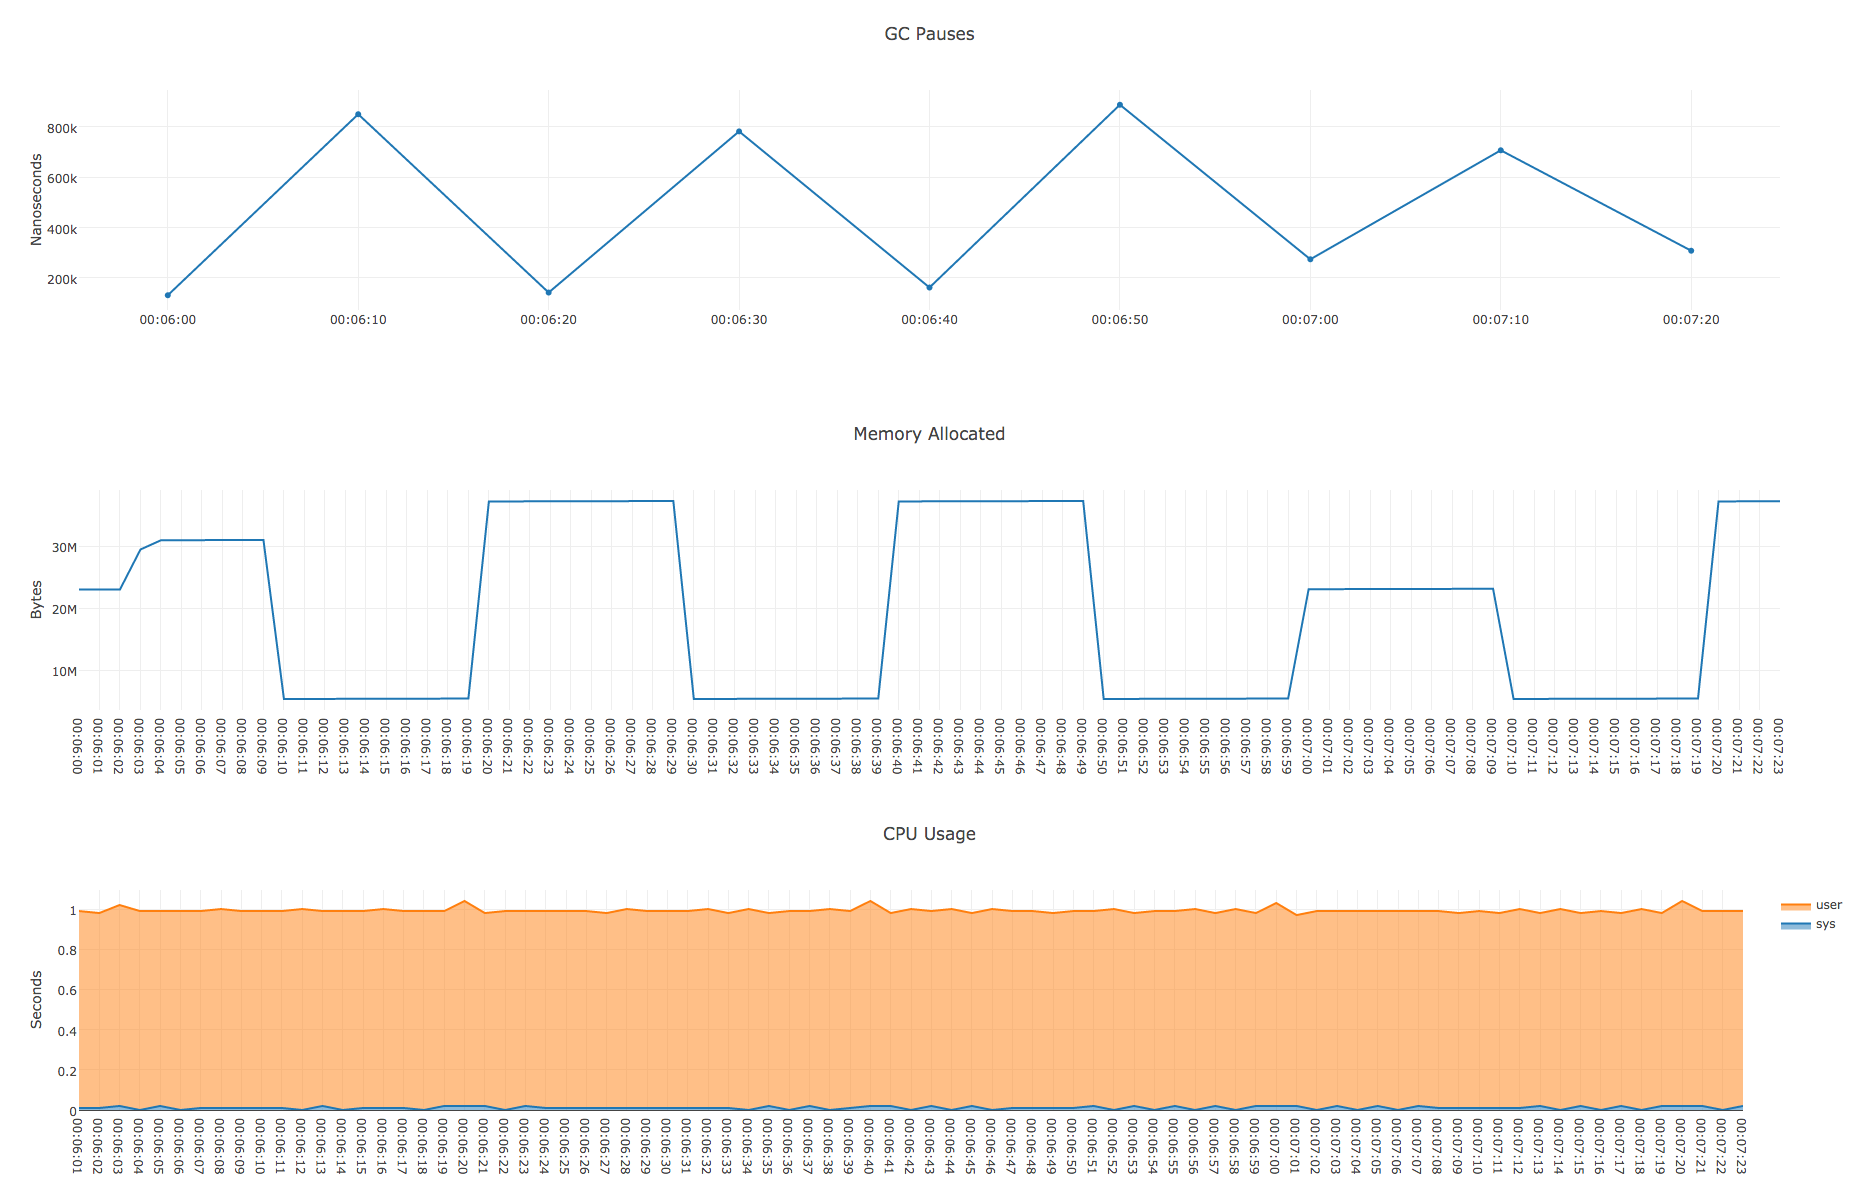 GC Pauses
Nanoseconds
800k
600k
400k
200k
00:06:00 00:06:10 00:06:20 00:06:30 00:06:40 00:06:50 00:07:00 00:07:10 00:07:20
Memory Allocated
Bytes
30M
20M
10M
00:06:00 00:06:01 00:06:02 00:06:03 00:06:04 00:06:05 00:06:06 00:06:07 00:06:08 00:06:09 00:06:10 00:06:11 00:06:12 00:06:13 00:06:14 00:06:15 00:06:16 00:06:17 00:06:18 00:06:19 00:06:20 00:06:21 00:06:22 00:06:23 00:06:24 00:06:25 00:06:26 00:06:27 00:06:28 00:06:29 00:06:30 00:06:31 00:06:32 00:06:33 00:06:34 00:06:35 00:06:36 00:06:37 00:06:38 00:06:39 00:06:40 00:06:41 00:06:42 00:06:43 00:06:44 00:06:45 00:06:46 00:06:47 00:06:48 00:06:49 00:06:50 00:06:51 00:06:52 00:06:53 00:06:54 00:06:55 00:06:56 00:06:57 00:06:58 00:06:59 00:07:00 00:07:01 00:07:02 00:07:03 00:07:04 00:07:05 00:07:06 00:07:07 00:07:08 00:07:09 00:07:10 00:07:11 00:07:12 00:07:13 00:07:14 00:07:15 00:07:16 00:07:17 00:07:18 00:07:19 00:07:20 00:07:21 00:07:22 00:07:23
CPU Usage
Seconds
1
0.8
0.6
0.4
0.2
0
user
sys
00:06:01 00:06:02 00:06:03 00:06:04 00:06:05 00:06:06 00:06:07 00:06:08 00:06:09 00:06:10 00:06:11 00:06:12 00:06:13 00:06:14 00:06:15 00:06:16 00:06:17 00:06:18 00:06:19 00:06:20 00:06:21 00:06:22 00:06:23 00:06:24 00:06:25 00:06:26 00:06:27 00:06:28 00:06:29 00:06:30 00:06:31 00:06:32 00:06:33 00:06:34 00:06:35 00:06:36 00:06:37 00:06:38 00:06:39 00:06:40 00:06:41 00:06:42 00:06:43 00:06:44 00:06:45 00:06:46 00:06:47 00:06:48 00:06:49 00:06:50 00:06:51 00:06:52 00:06:53 00:06:54 00:06:55 00:06:56 00:06:57 00:06:58 00:06:59 00:07:00 00:07:01 00:07:02 00:07:03 00:07:04 00:07:05 00:07:06 00:07:07 00:07:08 00:07:09 00:07:10 00:07:11 00:07:12 00:07:13 00:07:14 00:07:15 00:07:16 00:07:17 00:07:18 00:07:19 00:07:20 00:07:21 00:07:22 00:07:23